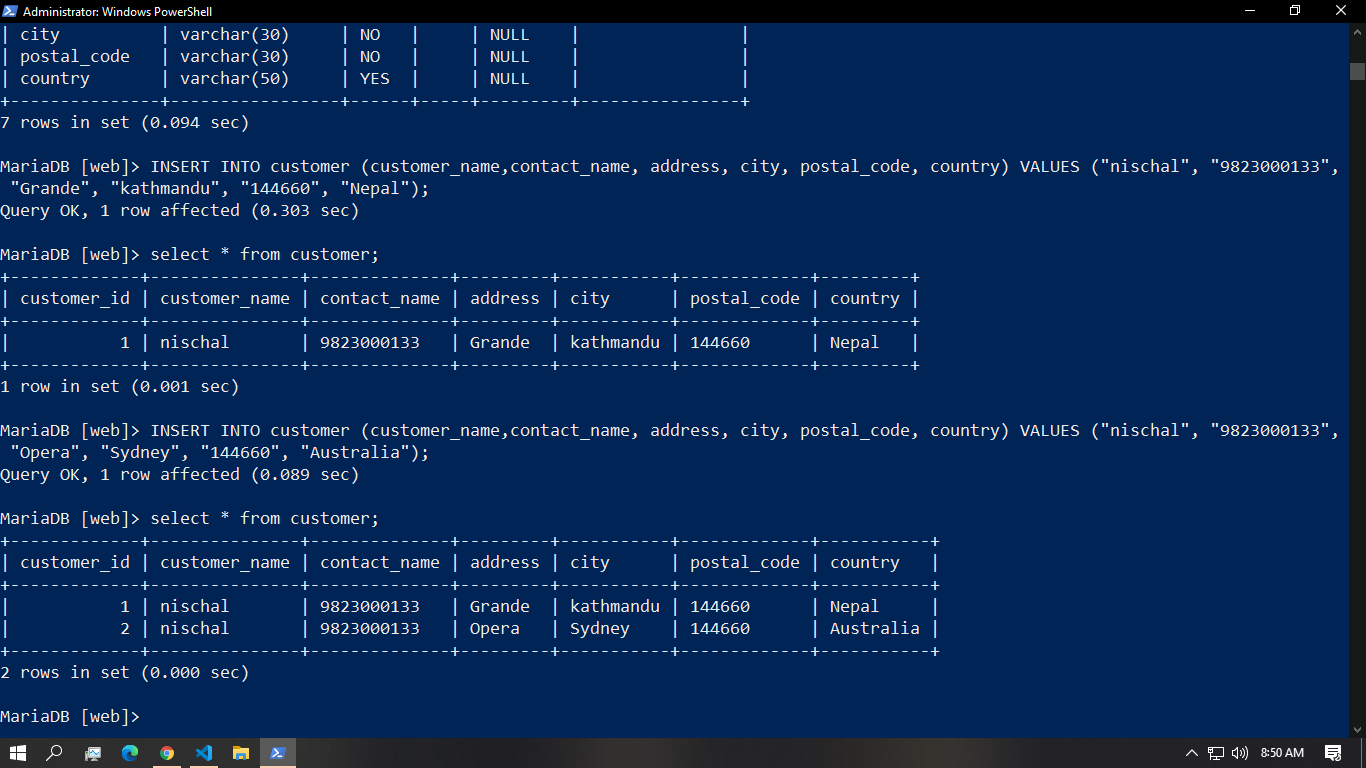 Administrator: Windows PowerShell
| city          | varchar(30)     | NO   |     | NULL    |                |
| postal_code   | varchar(30)     | NO   |     | NULL    |                |
| country       | varchar(50)     | YES  |     | NULL    |                |
+---------------+-----------------+------+-----+---------+----------------+
7 rows in set (0.094 sec)
MariaDB [web]> INSERT INTO customer (customer_name,contact_name, address, city, postal_code, country) VALUES ("nischal", "9823000133",
 "Grande", "kathmandu", "144660", "Nepal");
Query OK, 1 row affected (0.303 sec)
MariaDB [web]> select * from customer;
+-------------+---------------+--------------+---------+-----------+-------------+---------+
| customer_id | customer_name | contact_name | address | city      | postal_code | country |
+-------------+---------------+--------------+---------+-----------+-------------+---------+
|           1 | nischal       | 9823000133   | Grande  | kathmandu | 144660      | Nepal   |
+-------------+---------------+--------------+---------+-----------+-------------+---------+
1 row in set (0.001 sec)
MariaDB [web]> INSERT INTO customer (customer_name,contact_name, address, city, postal_code, country) VALUES ("nischal", "9823000133",
 "Opera", "Sydney", "144660", "Australia");
Query OK, 1 row affected (0.089 sec)
MariaDB [web]> select * from customer;
+-------------+---------------+--------------+---------+-----------+-------------+-----------+
| customer_id | customer_name | contact_name | address | city      | postal_code | country   |
+-------------+---------------+--------------+---------+-----------+-------------+-----------+
|           1 | nischal       | 9823000133   | Grande  | kathmandu | 144660      | Nepal     |
|           2 | nischal       | 9823000133   | Opera   | Sydney    | 144660      | Australia |
+-------------+---------------+--------------+---------+-----------+-------------+-----------+
2 rows in set (0.000 sec)
MariaDB [web]>
8:50 AM